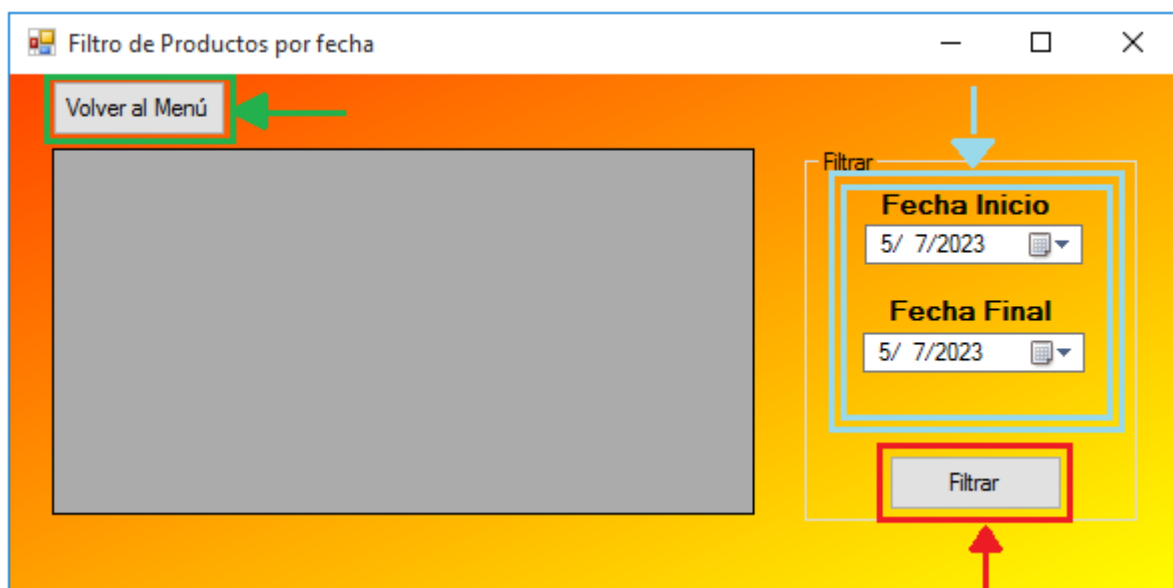 Filtro de Productos por fecha
Volver al Menú
Filtrar
Fecha Inicio
5/ 7/2023
Fecha Final
5/ 7/2023
Filtrar